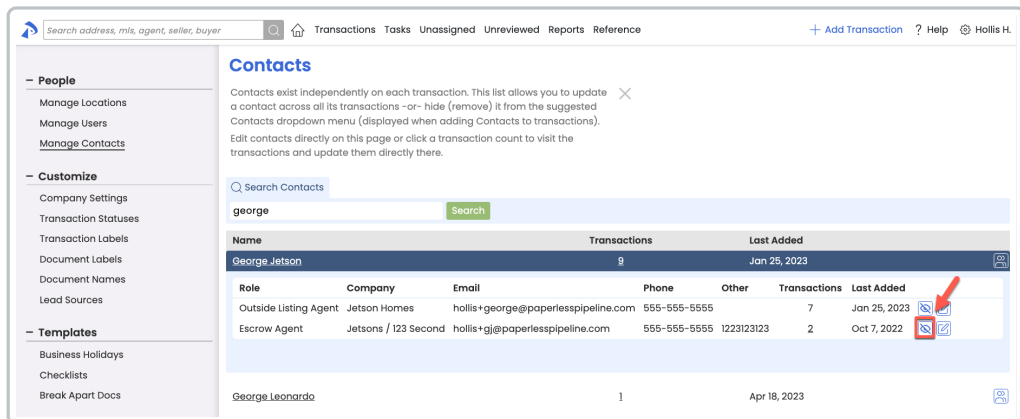 Search address, mls, agent, seller, buyer
Transactions Tasks Unassigned Unreviewed Reports Reference
+ Add Transaction ? Help Hollis H.
− People
Manage Locations
Manage Users
Manage Contacts
− Customize
Company Settings
Transaction Statuses
Transaction Labels
Document Labels
Document Names
Lead Sources
− Templates
Business Holidays
Checklists
Break Apart Docs
Contacts
Contacts exist independently on each transaction. This list allows you to update
a contact across all its transactions -or- hide (remove) it from the suggested
Contacts dropdown menu (displayed when adding Contacts to transactions).
Edit contacts directly on this page or click a transaction count to visit the
transactions and update them directly there.
Search Contacts
george Search
Name Transactions Last Added
George Jetson 9 Jan 25, 2023
Role Company Email Phone Other Transactions Last Added
Outside Listing Agent Jetson Homes hollis+george@paperlesspipeline.com 555-555-5555 7 Jan 25, 2023
Escrow Agent Jetsons / 123 Second hollis+gj@paperlesspipeline.com 555-555-5555 1223123123 2 Oct 7, 2022
George Leonardo 1 Apr 18, 2023